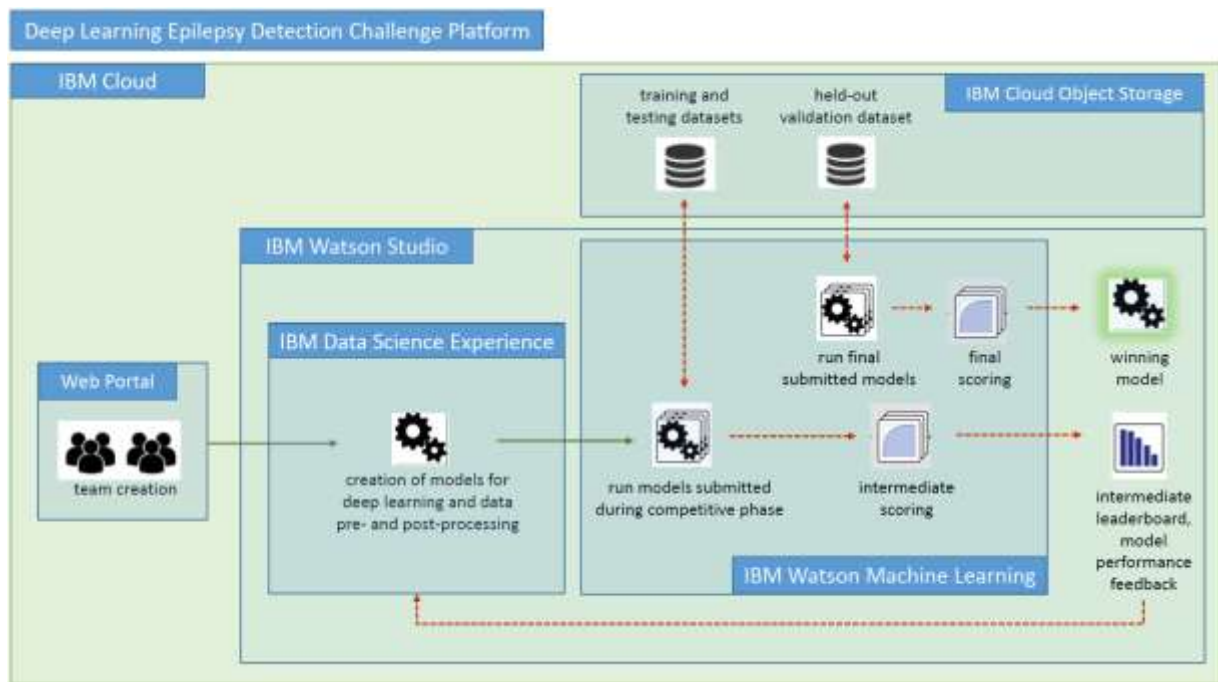 Deep Learning Epilepsy Detection Challenge Platform
IBM Cloud
training and
testing datasets
held-out
validation dataset
IBM Cloud Object Storage
IBM Watson Studio
IBM Data Science Experience
run final
submitted models
final
scoring
winning
model
Web Portal
team creation
creation of models for
deep learning and data
pre- and post-processing
run models submitted
during competitive phase
intermediate
scoring
intermediate
leaderboard,
model
performance
feedback
IBM Watson Machine Learning